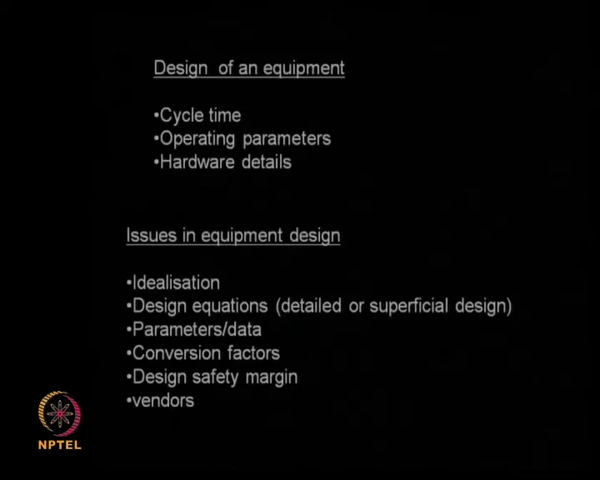 Design of an equipment
•Cycle time
•Operating parameters
•Hardware details
Issues in equipment design
•Idealisation
•Design equations (detailed or superficial design)
•Parameters/data
•Conversion factors
•Design safety margin
•vendors
NPTEL